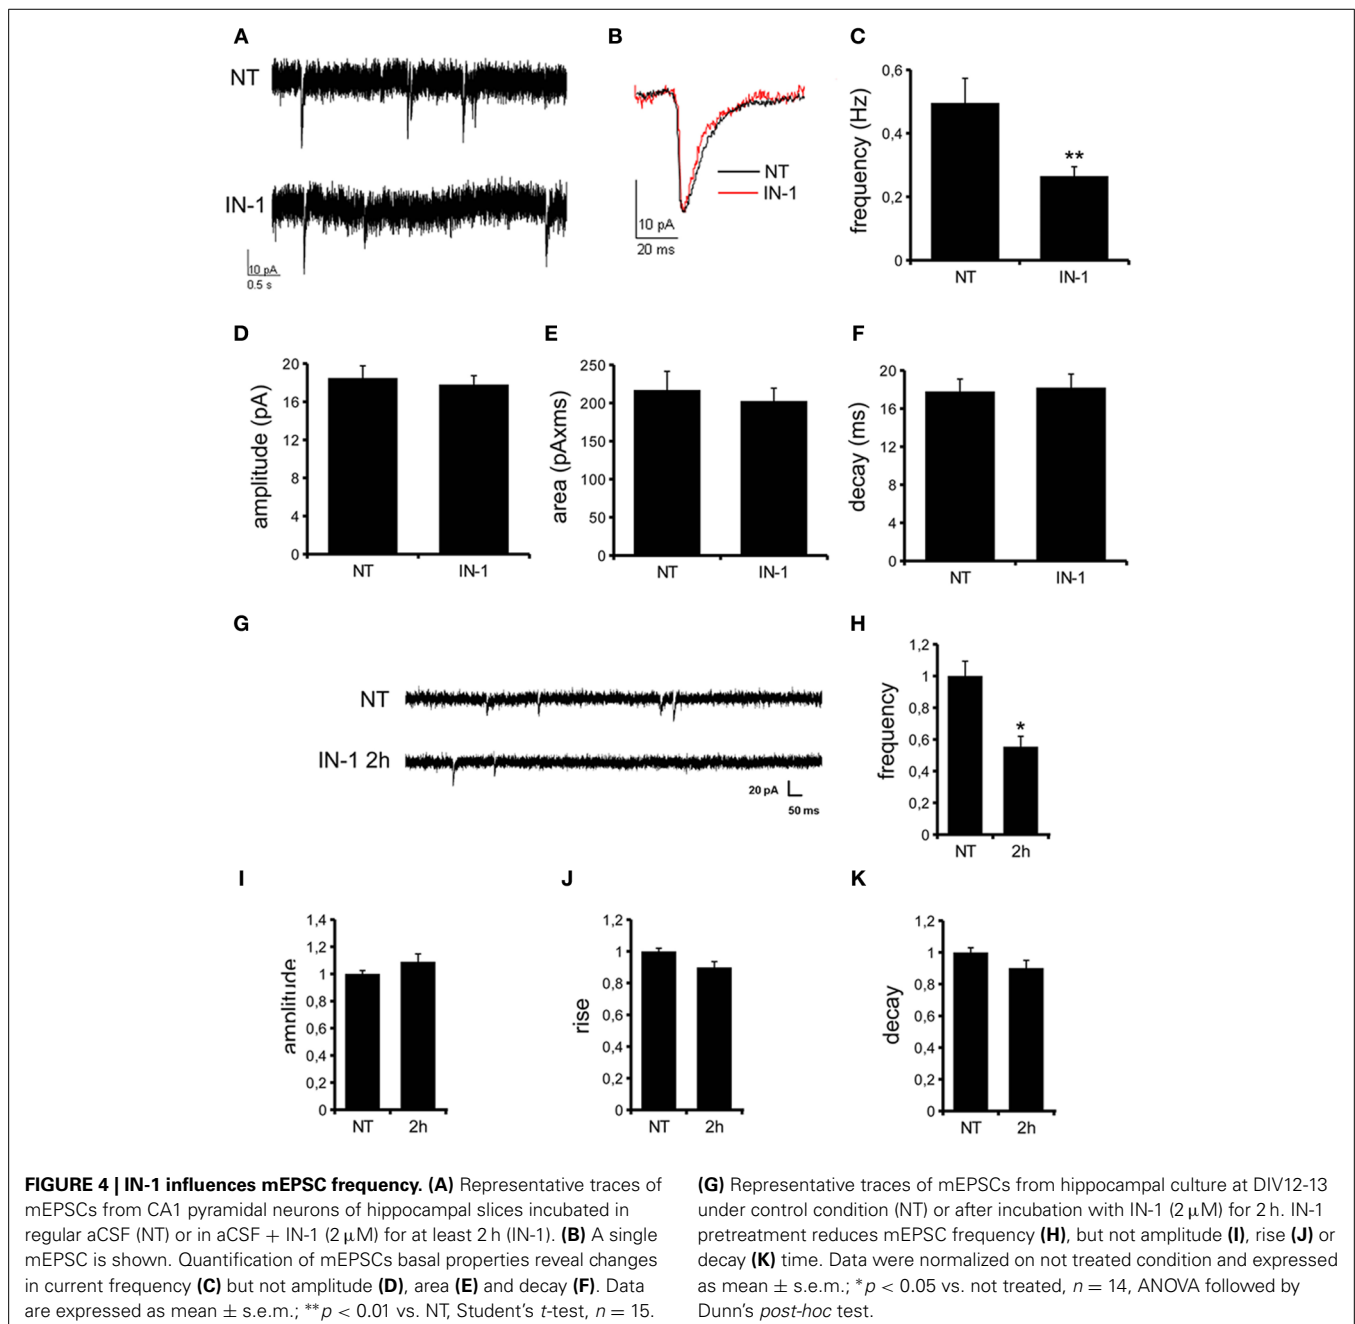 A
NT
IN-1
10 pA
0.5 s
B
NT
IN-1
10 pA
20 ms
C
frequency (Hz)
0,6
0,4
0,2
0
**
NT IN-1
D
amplitude (pA)
20
16
12
8
4
0
NT IN-1
E
area (pAxms)
250
200
150
100
50
0
NT IN-1
F
decay (ms)
20
16
12
8
4
0
NT IN-1
G
NT
IN-1 2h
20 pA
50 ms
H
frequency
1,2
1
0,8
0,6
0,4
0,2
0
*
NT 2h
I
amplitude
1,4
1,2
1
0,8
0,6
0,4
0,2
0
NT 2h
J
rise
1,2
1
0,8
0,6
0,4
0,2
0
NT 2h
K
decay
1,2
1
0,8
0,6
0,4
0,2
0
NT 2h
FIGURE 4 | IN-1 influences mEPSC frequency. (A) Representative traces of
mEPSCs from CA1 pyramidal neurons of hippocampal slices incubated in
regular aCSF (NT) or in aCSF + IN-1 (2 μM) for at least 2 h (IN-1). (B) A single
mEPSC is shown. Quantification of mEPSCs basal properties reveal changes
in current frequency (C) but not amplitude (D), area (E) and decay (F). Data
are expressed as mean ± s.e.m.; **p < 0.01 vs. NT, Student's t-test, n = 15.
(G) Representative traces of mEPSCs from hippocampal culture at DIV12-13
under control condition (NT) or after incubation with IN-1 (2 μM) for 2 h. IN-1
pretreatment reduces mEPSC frequency (H), but not amplitude (I), rise (J) or
decay (K) time. Data were normalized on not treated condition and expressed
as mean ± s.e.m.; *p < 0.05 vs. not treated, n = 14, ANOVA followed by
Dunn's post-hoc test.